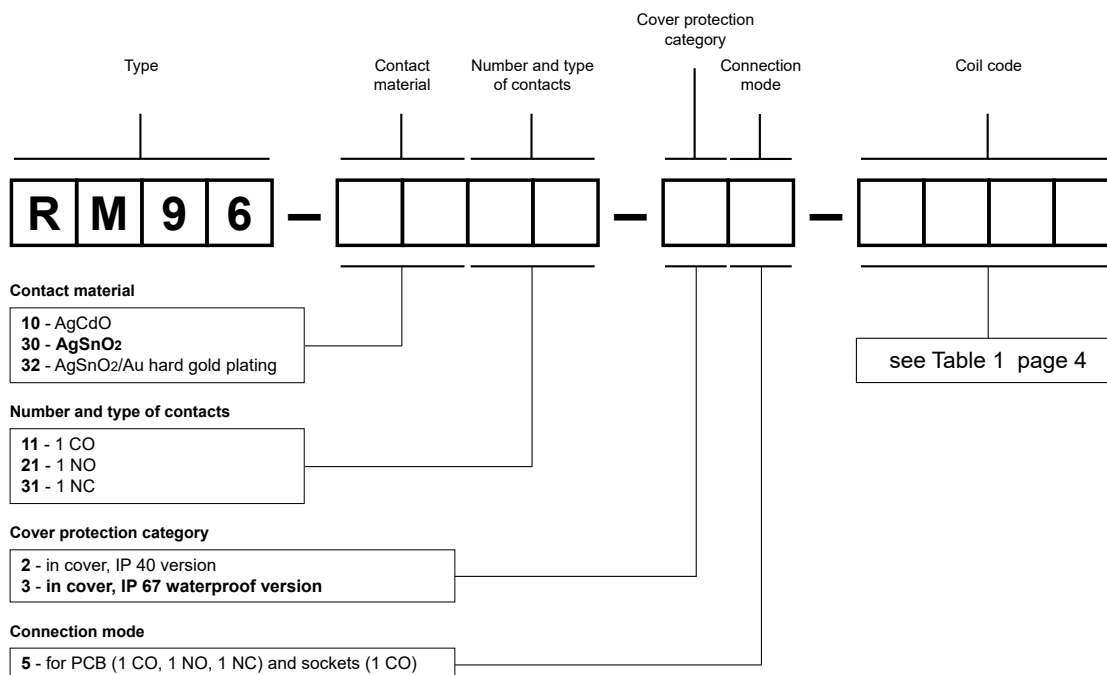 Cover protection
category
Type
Contact
material
Number and type
of contacts
Connection
mode
Coil code
R M 9 6 – – –
Contact material
10 - AgCdO
30 - AgSnO2
32 - AgSnO2/Au hard gold plating
see Table 1 page 4
Number and type of contacts
11 - 1 CO
21 - 1 NO
31 - 1 NC
Cover protection category
2 - in cover, IP 40 version
3 - in cover, IP 67 waterproof version
Connection mode
5 - for PCB (1 CO, 1 NO, 1 NC) and sockets (1 CO)